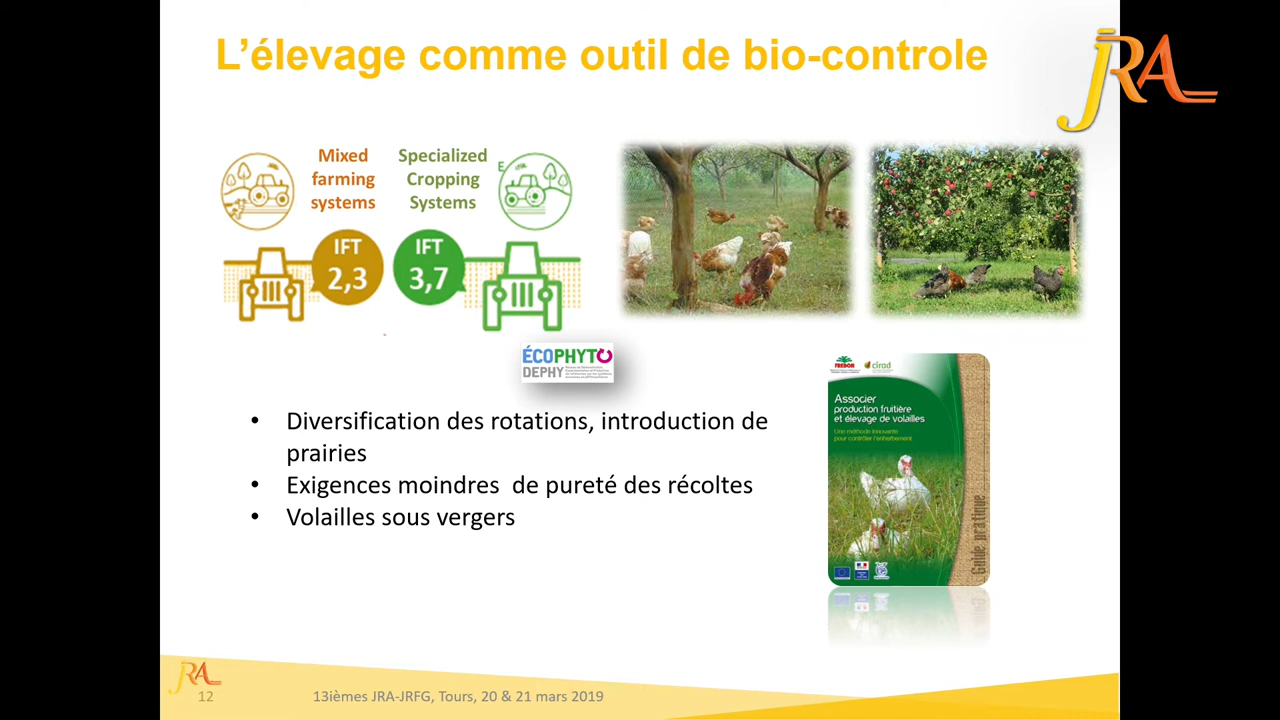 L’élevage comme outil de bio-controle
JRA
Mixed
farming
systems
Specialized
Cropping
Systems
E
IFT
2,3
IFT
3,7
ÉCOPHYTO
DEPHY
• Diversification des rotations, introduction de
prairies
• Exigences moindres  de pureté des récoltes
• Volailles sous vergers
FREDON
cirad
Associer
production fruitière
et élevage de volailles
Une méthode innovante
pour contrôler l'enherbement
Guide pratique
JRA
12
13ièmes JRA-JRFG, Tours, 20 & 21 mars 2019